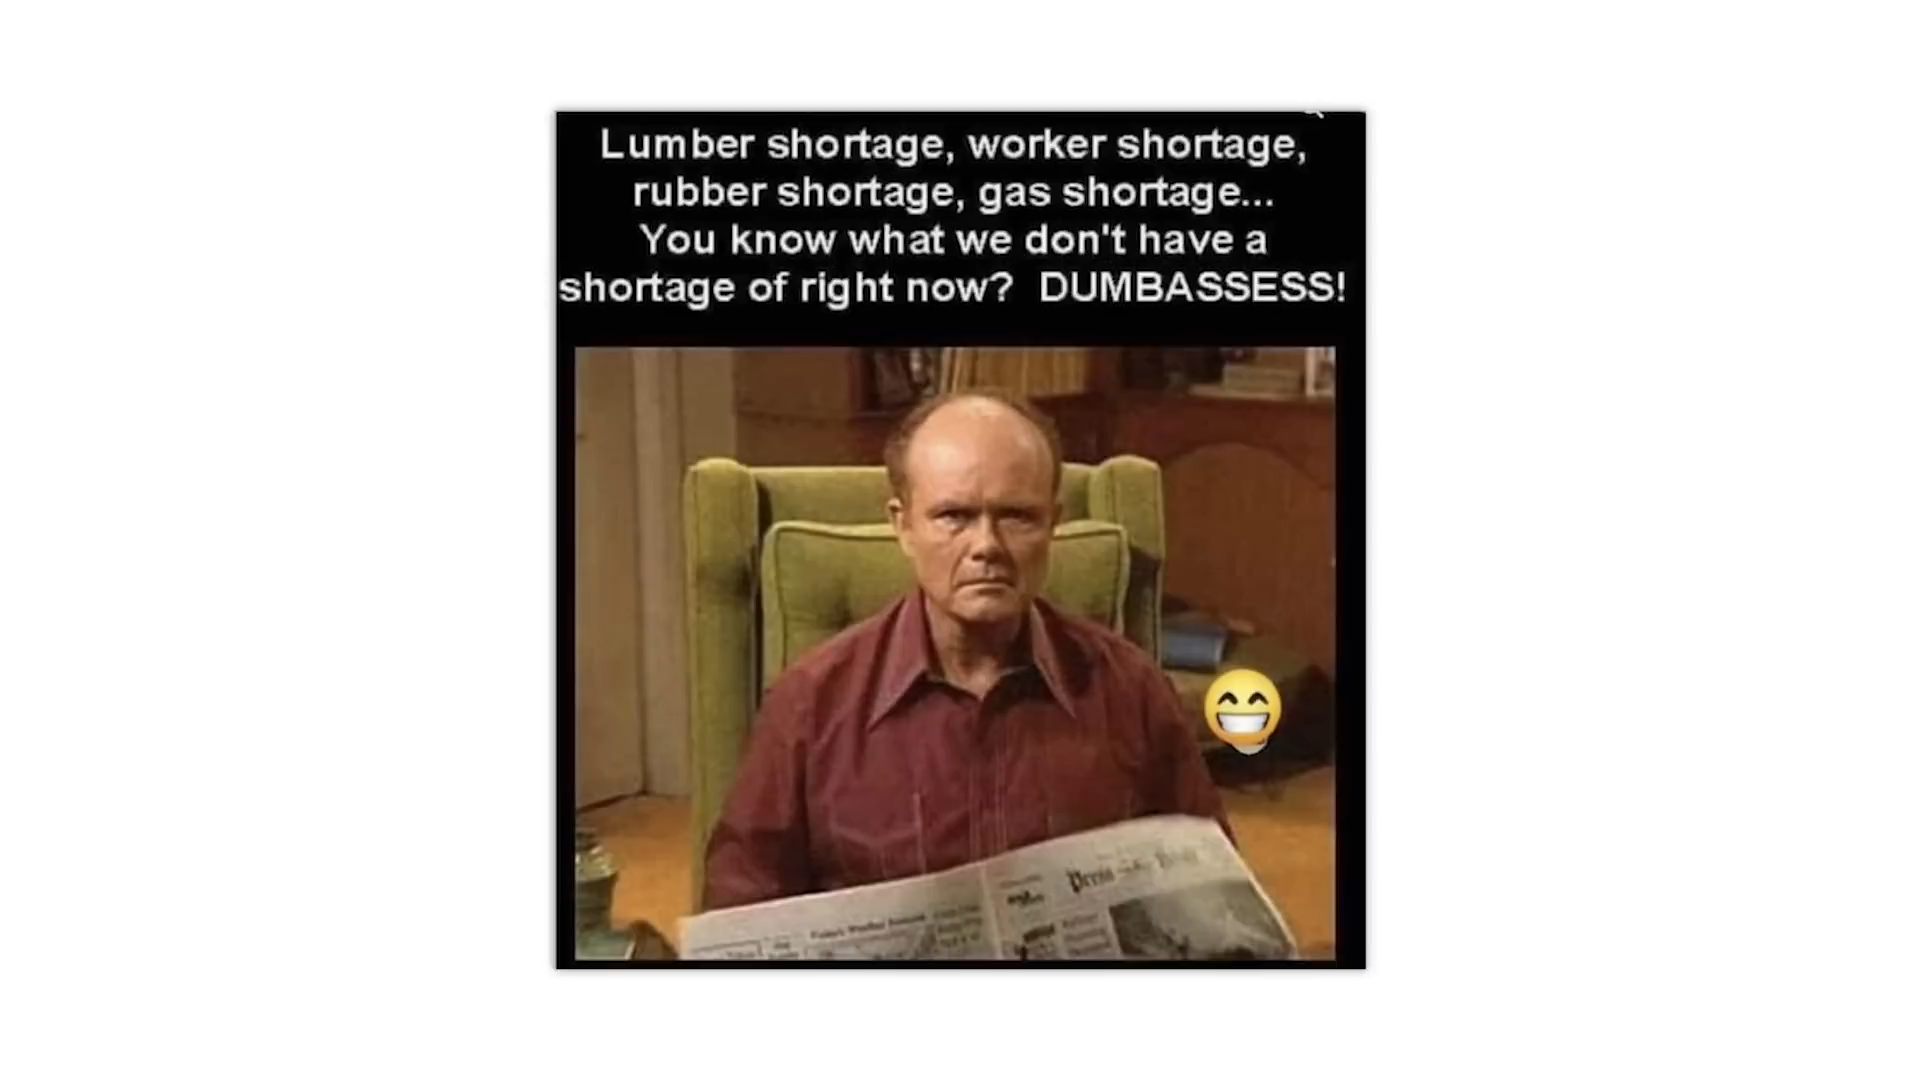 Lumber shortage, worker shortage,
rubber shortage, gas shortage...
You know what we don't have a
shortage of right now?  DUMBASSESS!
Press